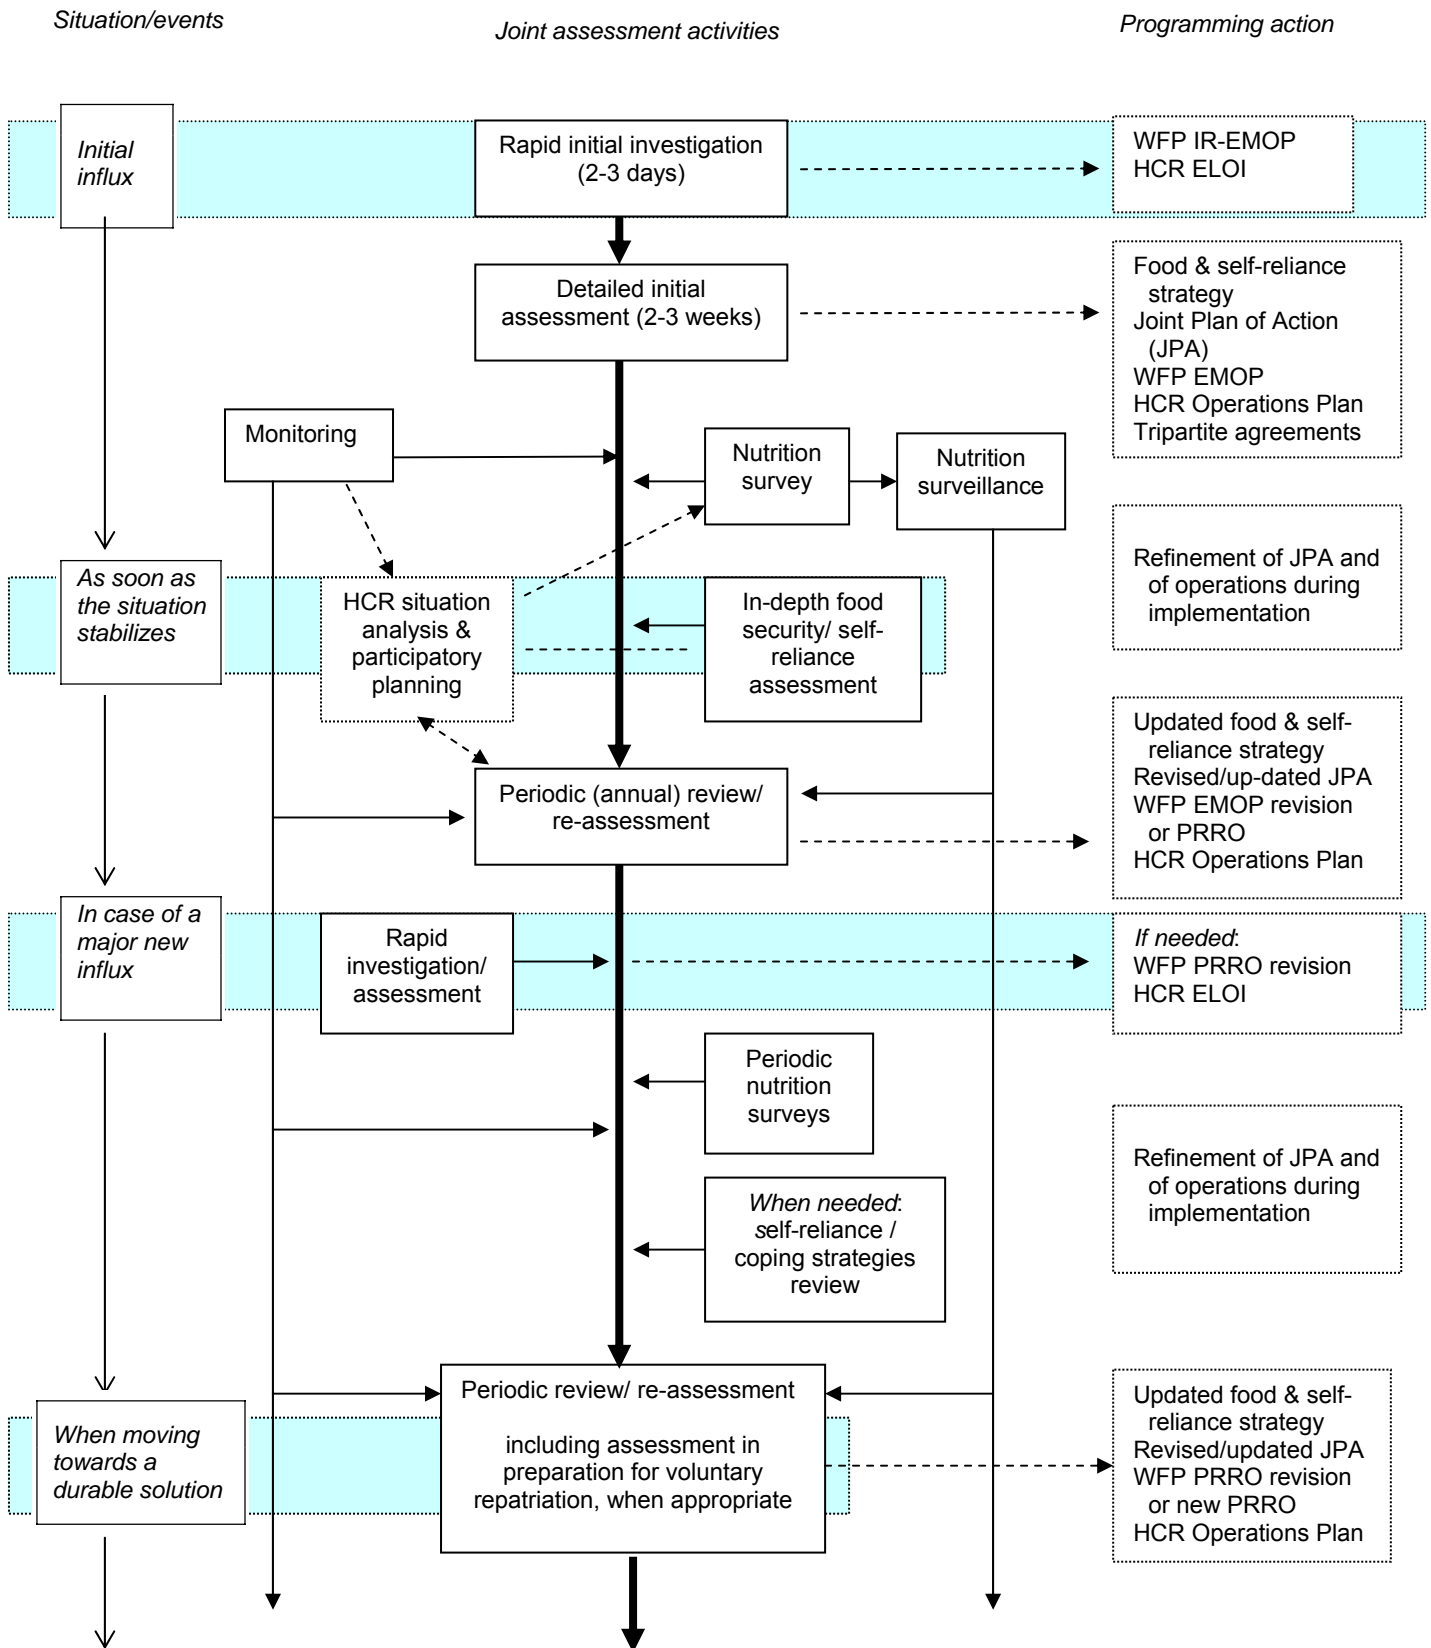 Situation/events
Joint assessment activities
Programming action
Initial
influx
Rapid initial investigation
(2-3 days)
WFP IR-EMOP
HCR ELOI
Detailed initial
assessment (2-3 weeks)
Food & self-reliance
strategy
Joint Plan of Action
(JPA)
WFP EMOP
HCR Operations Plan
Tripartite agreements
Monitoring
Nutrition
survey
Nutrition
surveillance
As soon as
the situation
stabilizes
HCR situation
analysis &
participatory
planning
In-depth food
security/ self-
reliance
assessment
Refinement of JPA and
of operations during
implementation
Periodic (annual) review/
re-assessment
Updated food & self-
reliance strategy
Revised/up-dated JPA
WFP EMOP revision
or PRRO
HCR Operations Plan
In case of a
major new
influx
Rapid
investigation/
assessment
If needed:
WFP PRRO revision
HCR ELOI
Periodic
nutrition
surveys
When needed:
self-reliance /
coping strategies
review
Refinement of JPA and
of operations during
implementation
When moving
towards a
durable solution
Periodic review/ re-assessment
including assessment in
preparation for voluntary
repatriation, when appropriate
Updated food & self-
reliance strategy
Revised/updated JPA
WFP PRRO revision
or new PRRO
HCR Operations Plan